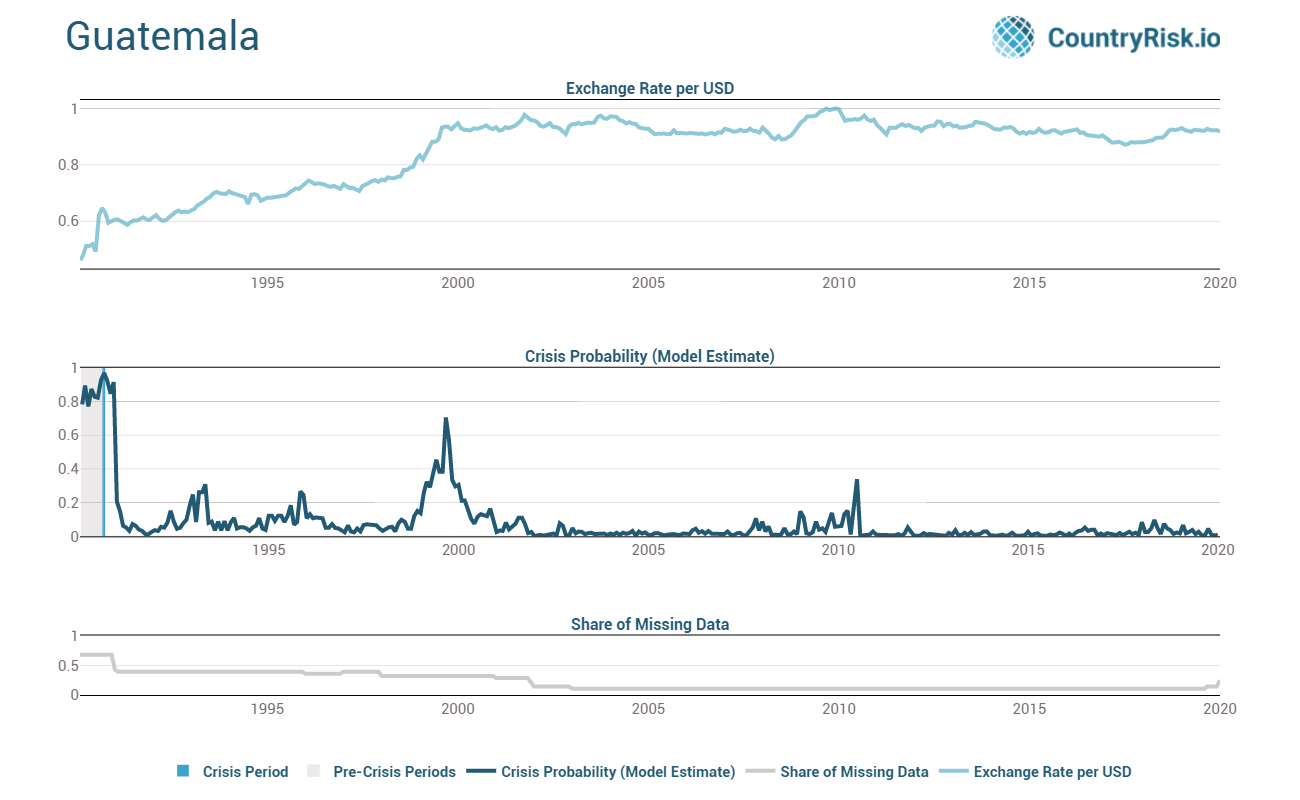 Guatemala
CountryRisk.io
Exchange Rate per USD
1
0.8
0.6
1995 2000 2005 2010 2015 2020
Crisis Probability (Model Estimate)
1
0.8
0.6
0.4
0.2
0
1995 2000 2005 2010 2015 2020
Share of Missing Data
1
0.5
0
1995 2000 2005 2010 2015 2020
Crisis Period Pre-Crisis Periods Crisis Probability (Model Estimate) Share of Missing Data Exchange Rate per USD